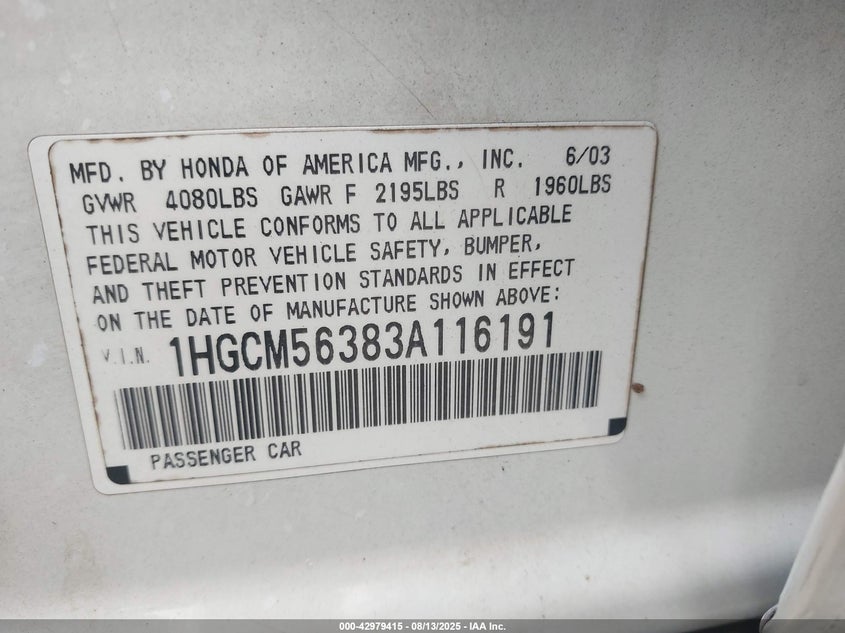 MFD. BY HONDA OF AMERICA MFG., INC. 6/03
GVWR 4080LBS GAWR F 2195LBS R 1960LBS
THIS VEHICLE CONFORMS TO ALL APPLICABLE
FEDERAL MOTOR VEHICLE SAFETY, BUMPER,
AND THEFT PREVENTION STANDARDS IN EFFECT
ON THE DATE OF MANUFACTURE SHOWN ABOVE:
V.I.N. 1HGCM56383A116191
PASSENGER CAR
000-42979415 - 08/13/2025 - IAA Inc.